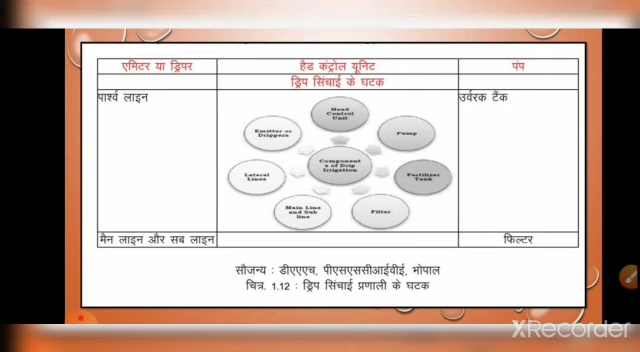 एमिटर या ड्रिपर हैड कंट्रोल यूनिट पंप
ड्रिप सिंचाई के घटक
पार्श्व लाइन उर्वरक टैंक
Head
Control
Unit
Emitter or
Drippers
Pump
Component
s of Drip
Irrigation
Lateral
Lines
Fertilizer
Tank
Main Line
and Sub
line
Filter
मैन लाइन और सब लाइन फिल्टर
सौजन्य : डीएएएच, पीएसएससीआईवीई, भोपाल
चित्र. 1.12 : ड्रिप सिंचाई प्रणाली के घटक
XRecorder